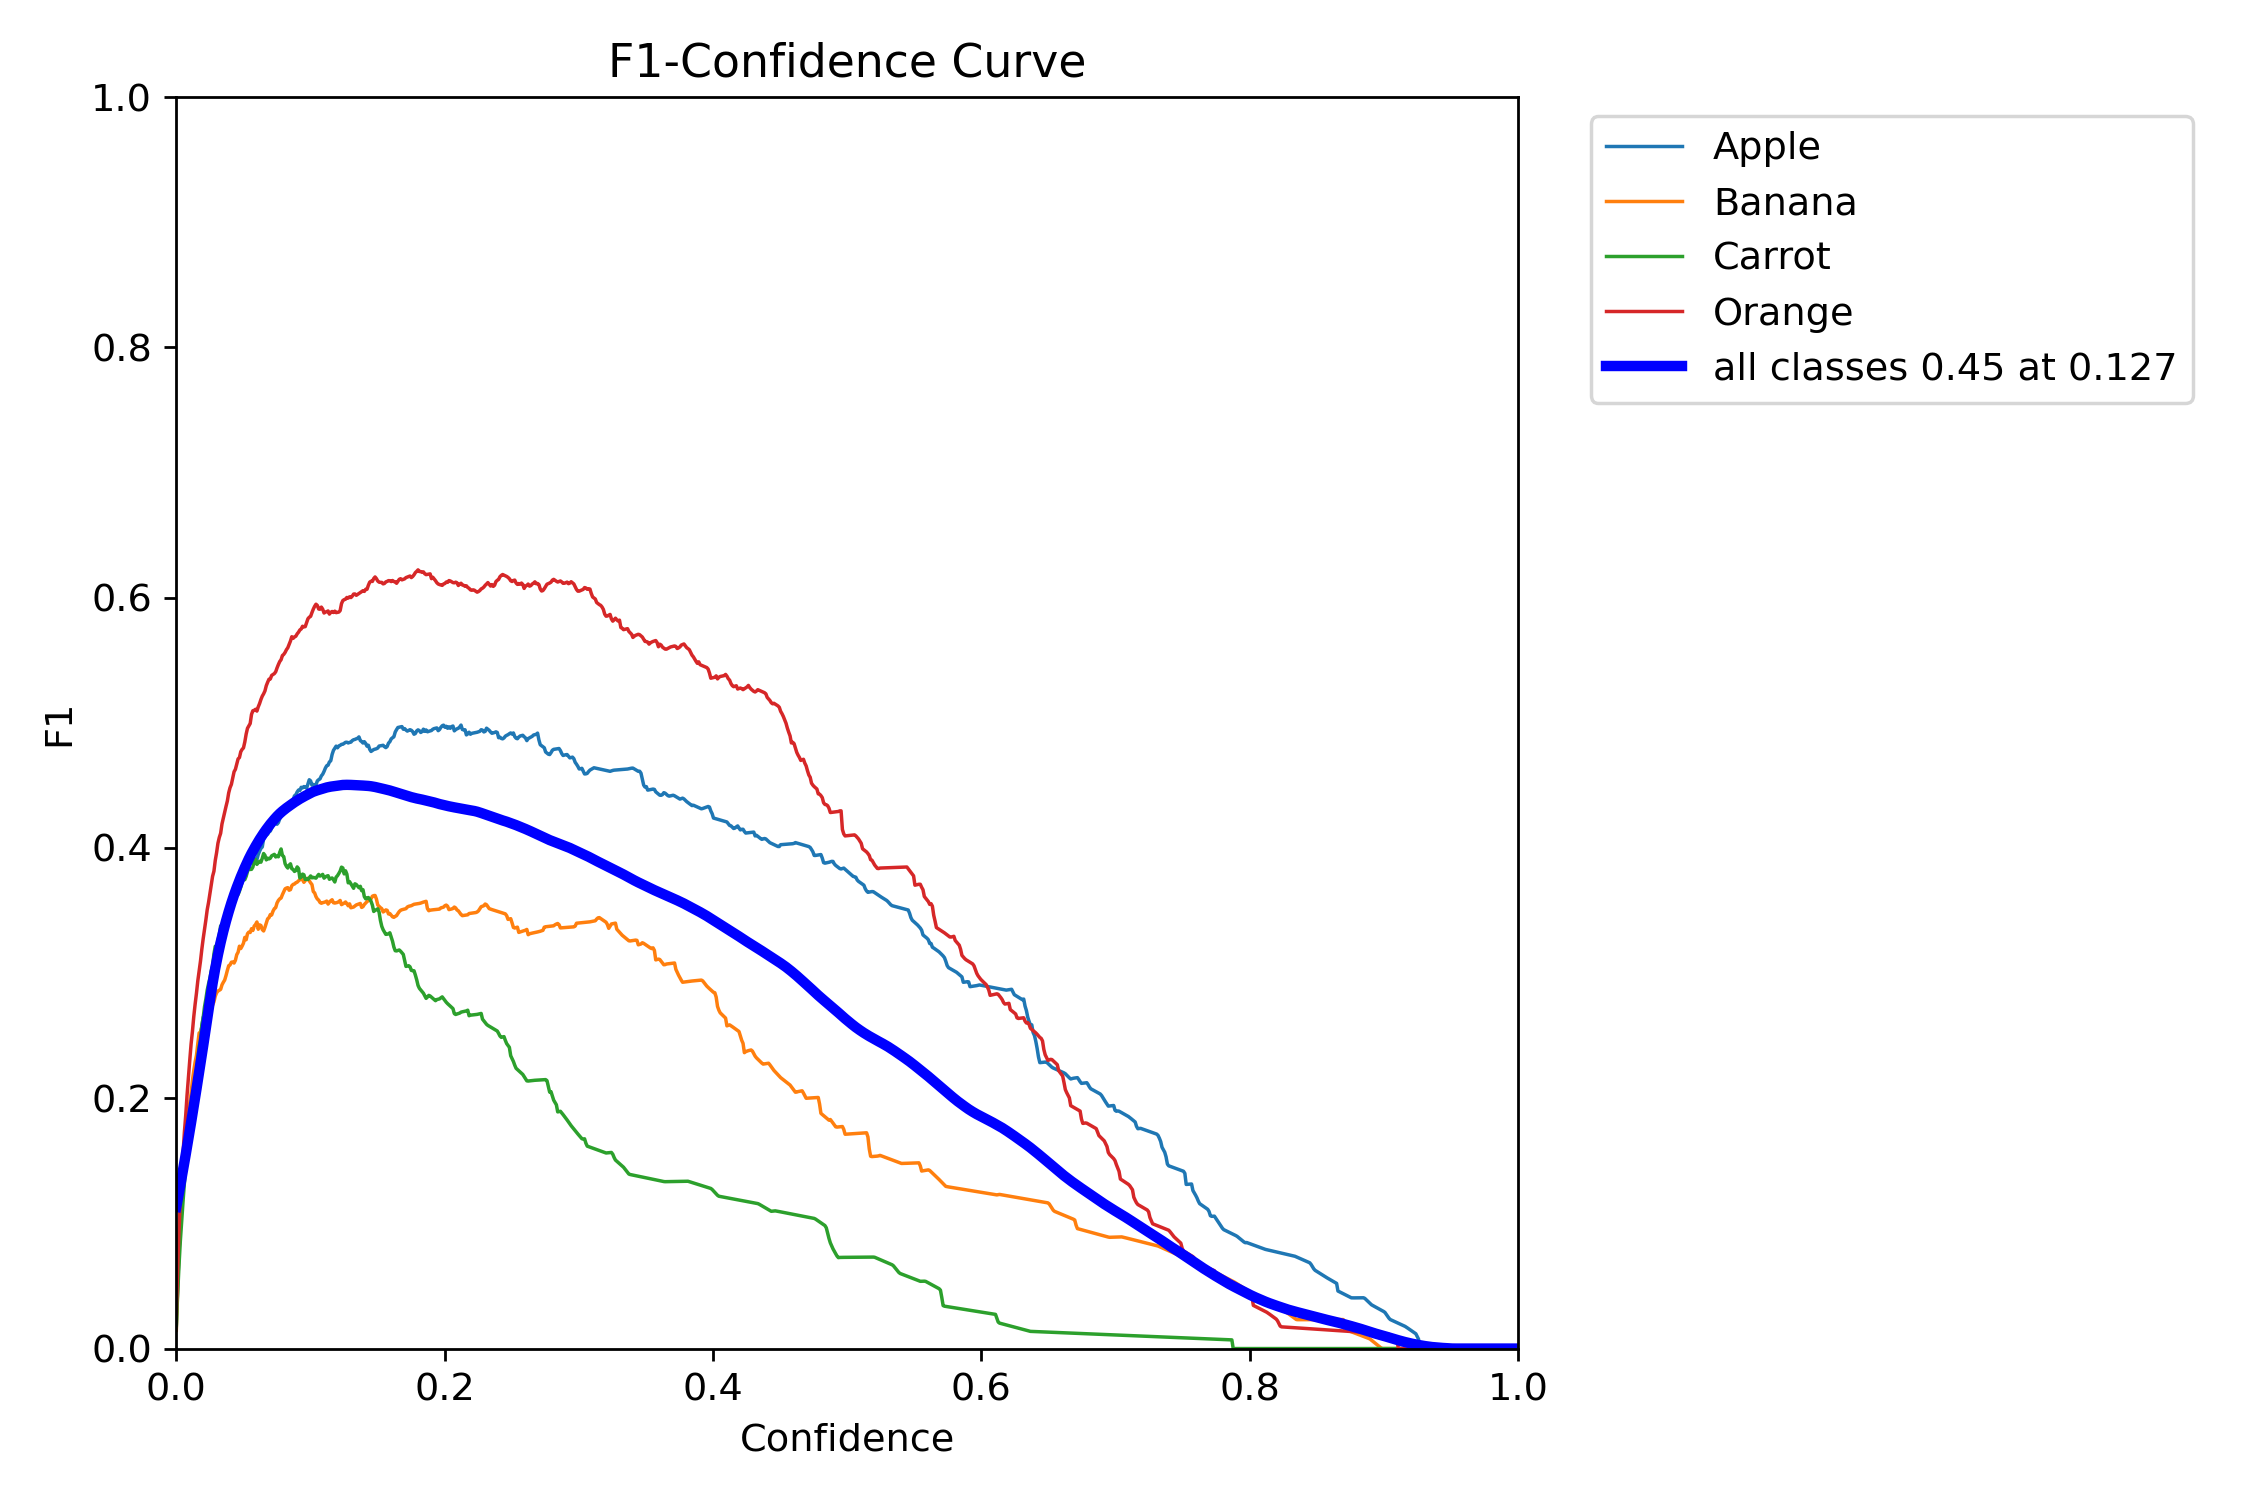 F1-Confidence Curve
1.0
0.8
0.6
0.4
0.2
0.0
F1
0.0 0.2 0.4 0.6 0.8 1.0
Confidence
Apple
Banana
Carrot
Orange
all classes 0.45 at 0.127